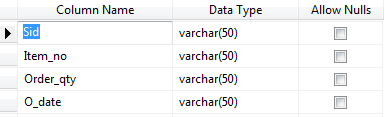 Column Name Data Type Allow Nulls
Sid varchar(50)
Item_no varchar(50)
Order_qty varchar(50)
O_date varchar(50)